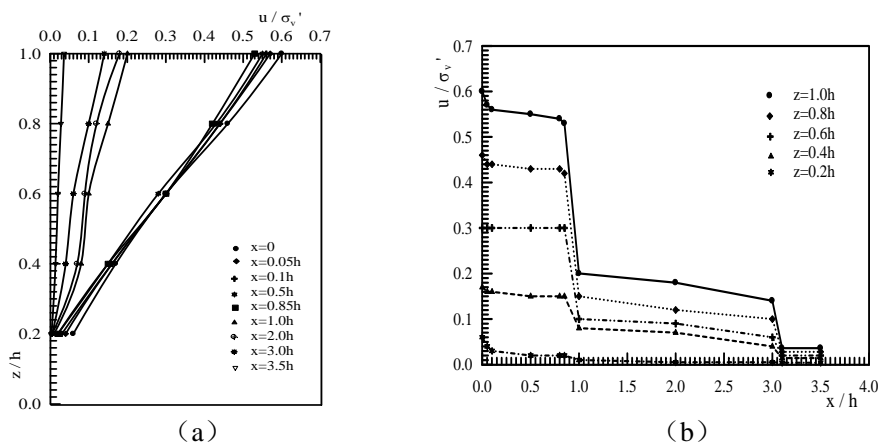 u / σv'
0.0 0.1 0.2 0.3 0.4 0.5 0.6 0.7
1.0
0.8
0.6
0.4
0.2
0.0
z/h
x=0
x=0.05h
x=0.1h
x=0.5h
x=0.85h
x=1.0h
x=2.0h
x=3.0h
x=3.5h
(a)
u / σv'
0.7
0.6
0.5
0.4
0.3
0.2
0.1
0.0
z=1.0h
z=0.8h
z=0.6h
z=0.4h
z=0.2h
0.0 0.5 1.0 1.5 2.0 2.5 3.0 3.5 4.0
x/h
(b)